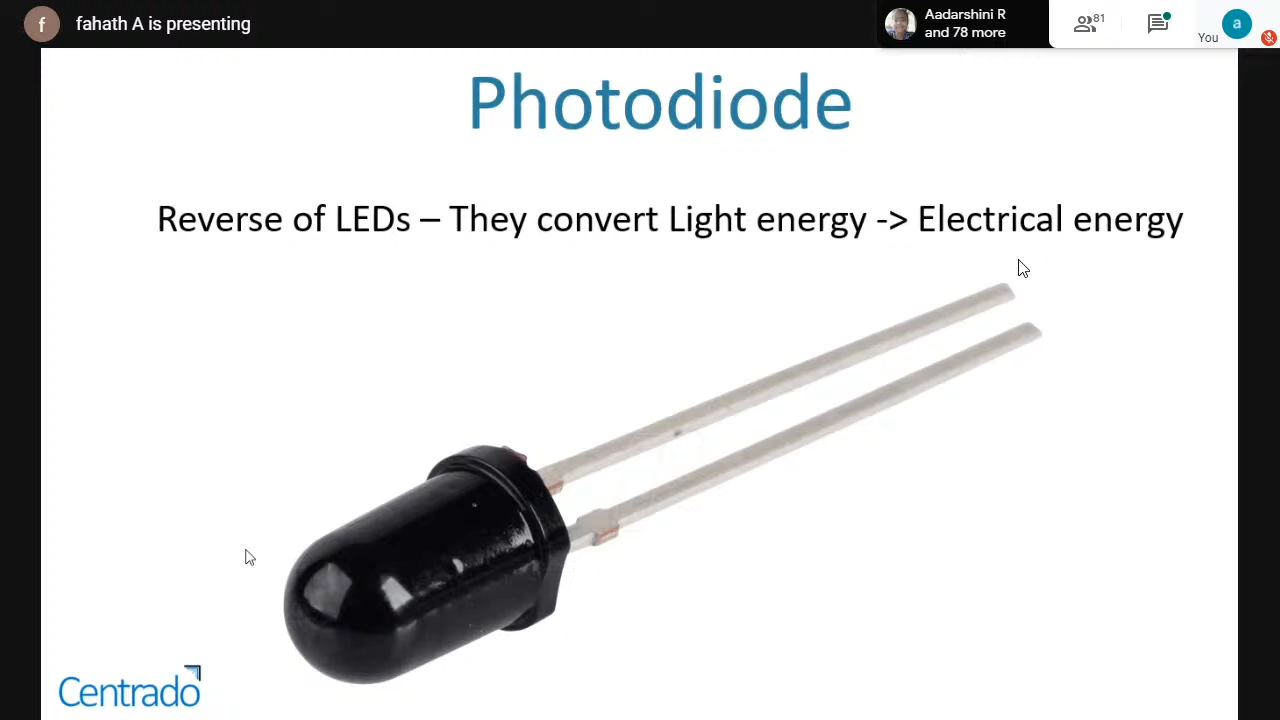 f
fahath A is presenting
Aadarshini R
and 78 more
81
You
a
Photodiode
Reverse of LEDs – They convert Light energy -> Electrical energy
Centrado